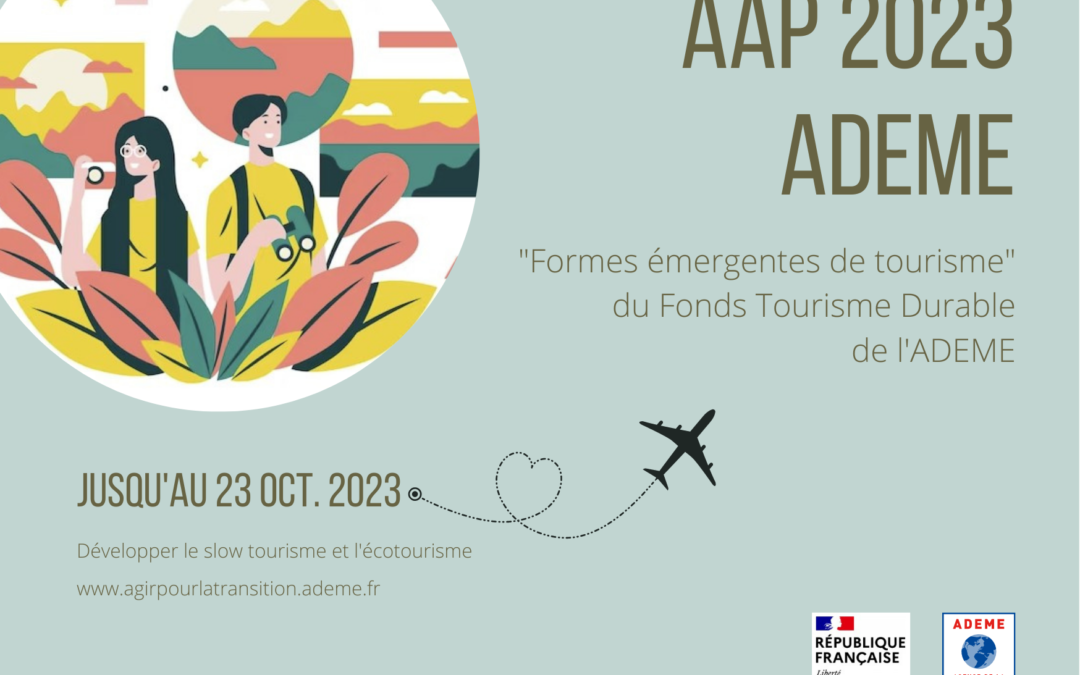 AAP 2023
ADEME
"Formes émergentes de tourisme"
du Fonds Tourisme Durable
de l'ADEME
JUSQU'AU 23 OCT. 2023
Développer le slow tourisme et l'écotourisme
www.agirpourlatransition.ademe.fr
RÉPUBLIQUE
FRANÇAISE
Liberté
ADEME